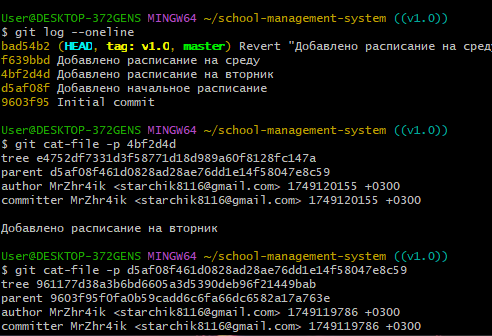 User@DESKTOP-372GENS MINGW64 ~/school-management-system ((v1.0))
$ git log --oneline
bad54b2 (HEAD, tag: v1.0, master) Revert "Добавлено расписание на сред
f639bbd Добавлено расписание на среду
4bf2d4d Добавлено расписание на вторник
d5af08f Добавлено начальное расписание
9603f95 Initial commit
User@DESKTOP-372GENS MINGW64 ~/school-management-system ((v1.0))
$ git cat-file -p 4bf2d4d
tree e4752df7331d3f58771d18d989a60f8128fc147a
parent d5af08f461d0828ad28ae76dd1e14f58047e8c59
author MrZhr4ik <starchik8116@gmail.com> 1749120155 +0300
committer MrZhr4ik <starchik8116@gmail.com> 1749120155 +0300
Добавлено расписание на вторник
User@DESKTOP-372GENS MINGW64 ~/school-management-system ((v1.0))
$ git cat-file -p d5af08f461d0828ad28ae76dd1e14f58047e8c59
tree 961177d38a3b6bd6605a3d5390deb96f21449bab
parent 9603f95f0fa0b59cadd6c6fa66dc6582a17a763e
author MrZhr4ik <starchik8116@gmail.com> 1749119786 +0300
committer MrZhr4ik <starchik8116@gmail.com> 1749119786 +0300